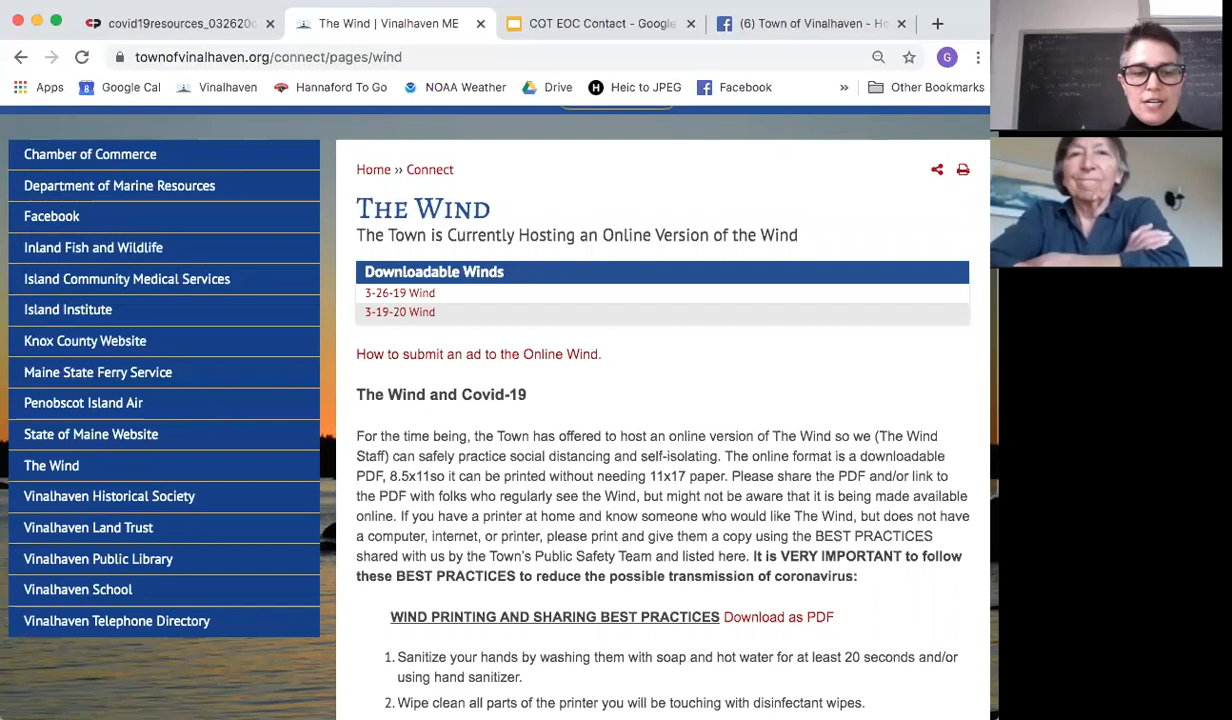 covid19resources_032620
The Wind | Vinalhaven ME
COT EOC Contact - Google
(6) Town of Vinalhaven - Ho
townofvinalhaven.org/connect/pages/wind
G
Apps
8
Google Cal
Vinalhaven
Hannaford To Go
NOAA Weather
Drive
H
Heic to JPEG
Facebook
»
Other Bookmarks
Chamber of Commerce
Department of Marine Resources
Facebook
Inland Fish and Wildlife
Island Community Medical Services
Island Institute
Knox County Website
Maine State Ferry Service
Penobscot Island Air
State of Maine Website
The Wind
Vinalhaven Historical Society
Vinalhaven Land Trust
Vinalhaven Public Library
Vinalhaven School
Vinalhaven Telephone Directory
Home ›› Connect
The Wind
The Town is Currently Hosting an Online Version of the Wind
Downloadable Winds
3-26-19 Wind
3-19-20 Wind
How to submit an ad to the Online Wind.
The Wind and Covid-19
For the time being, the Town has offered to host an online version of The Wind so we (The Wind
Staff) can safely practice social distancing and self-isolating. The online format is a downloadable
PDF, 8.5x11so it can be printed without needing 11x17 paper. Please share the PDF and/or link to
the PDF with folks who regularly see the Wind, but might not be aware that it is being made available
online. If you have a printer at home and know someone who would like The Wind, but does not have
a computer, internet, or printer, please print and give them a copy using the BEST PRACTICES
shared with us by the Town's Public Safety Team and listed here. It is VERY IMPORTANT to follow
these BEST PRACTICES to reduce the possible transmission of coronavirus:
WIND PRINTING AND SHARING BEST PRACTICES Download as PDF
1. Sanitize your hands by washing them with soap and hot water for at least 20 seconds and/or
using hand sanitizer.
2. Wipe clean all parts of the printer you will be touching with disinfectant wipes.